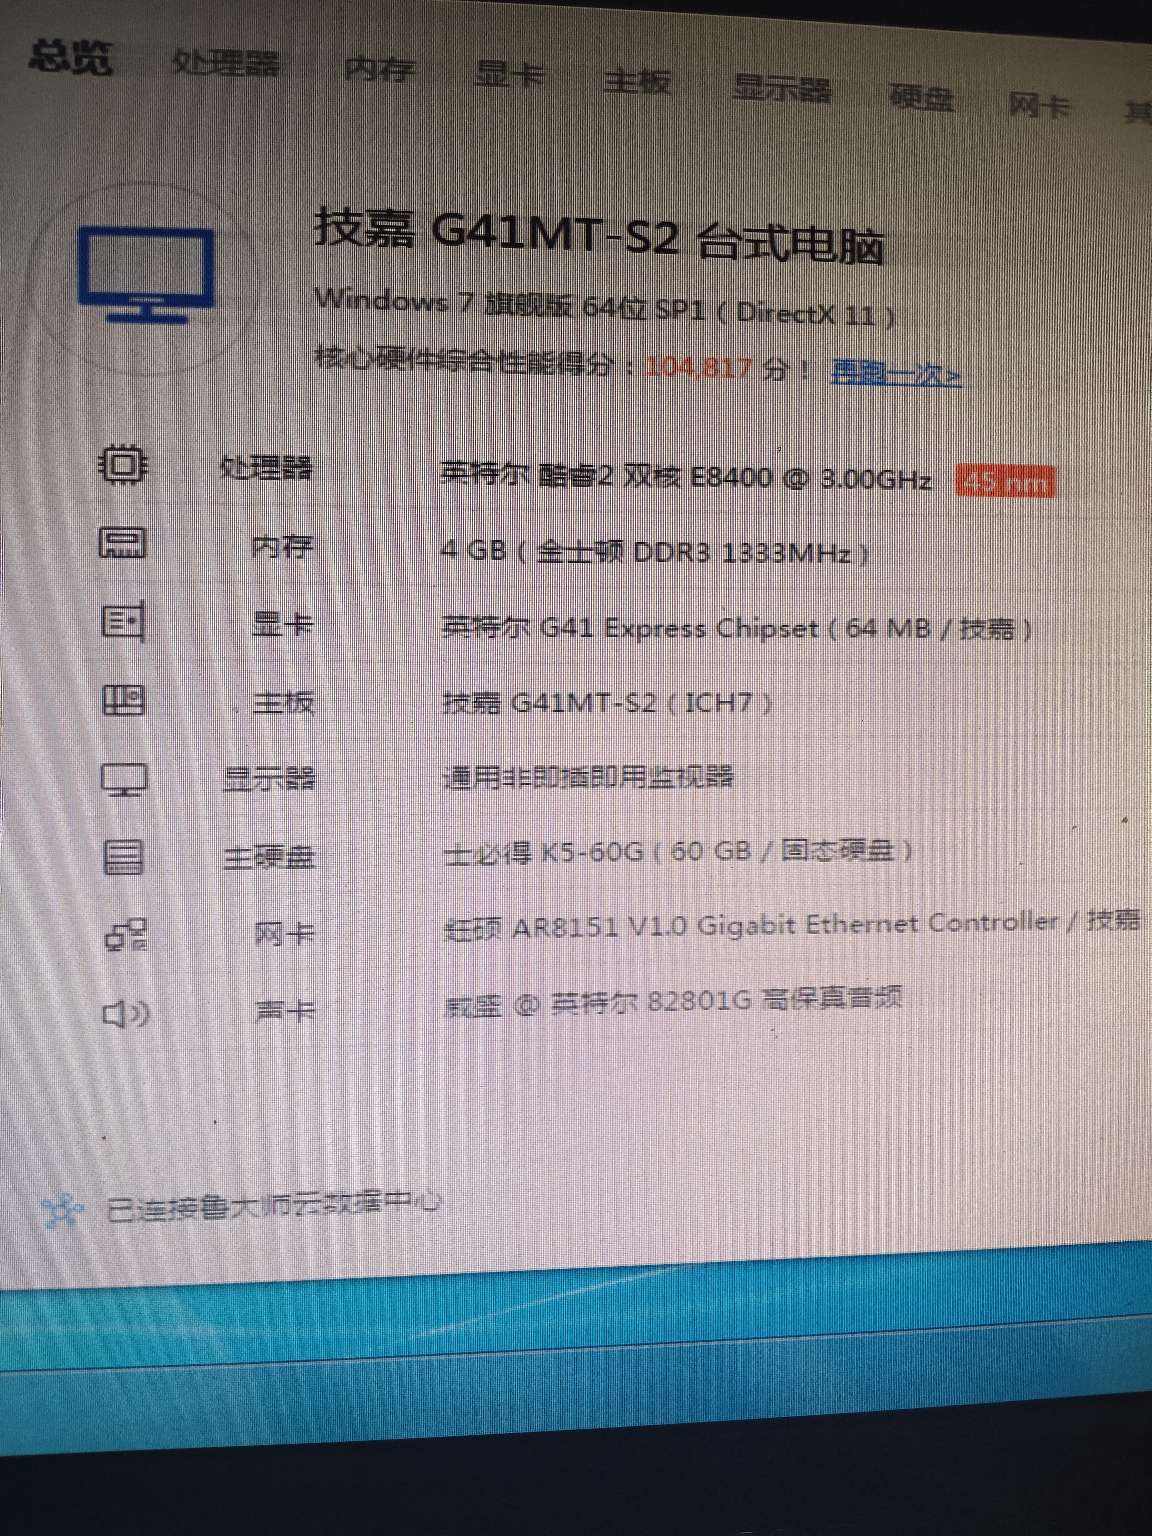 总览 处理器 内存 显卡 主板 显示器 硬盘 网卡 其
技嘉 G41MT-S2 台式电脑
Windows 7 旗舰版 64位 SP1 ( DirectX 11 )
核心硬件综合性能得分：104,817 分！ 再跑一次>
处理器 英特尔 酷睿2 双核 E8400 @ 3.00GHz 45 nm
内存 4 GB ( 金士顿 DDR3 1333MHz )
显卡 英特尔 G41 Express Chipset ( 64 MB / 技嘉 )
主板 技嘉 G41MT-S2 ( ICH7 )
显示器 通用非即插即用监视器
主硬盘 士必得 K5-60G ( 60 GB / 固态硬盘 )
网卡 钰硕 AR8151 V1.0 Gigabit Ethernet Controller / 技嘉
声卡 威盛 @ 英特尔 82801G 高保真音频
已连接鲁大师云数据中心